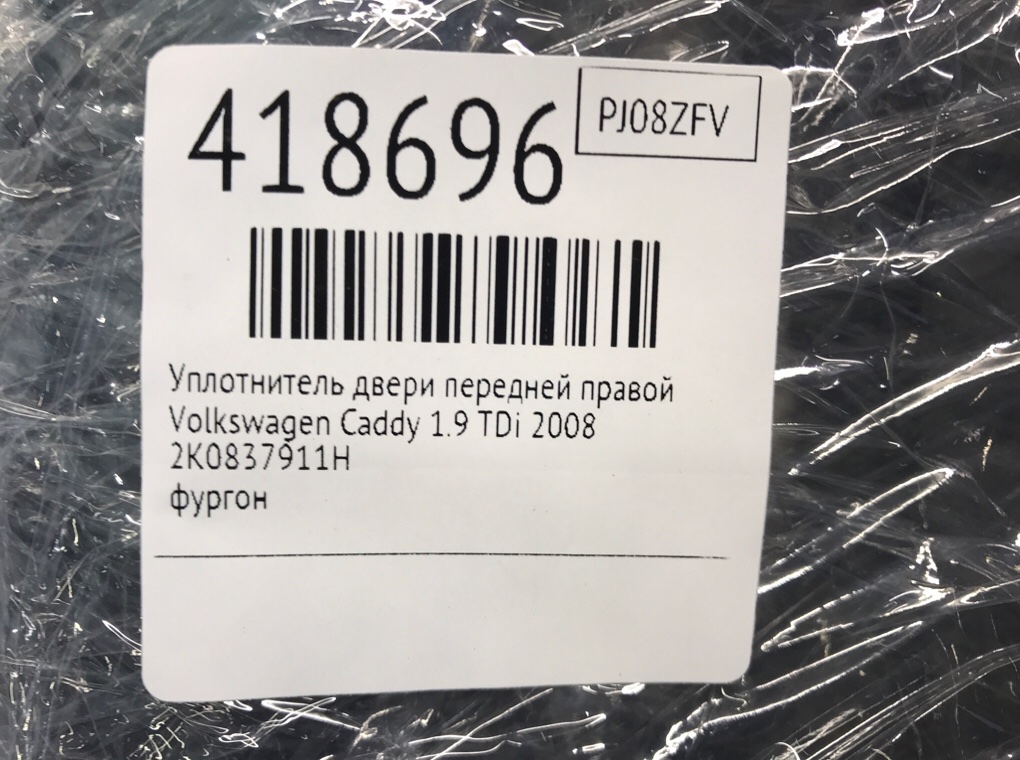 418696
PJ08ZFV
Уплотнитель двери передней правой
Volkswagen Caddy 1.9 TDi 2008
2K0837911H
фургон